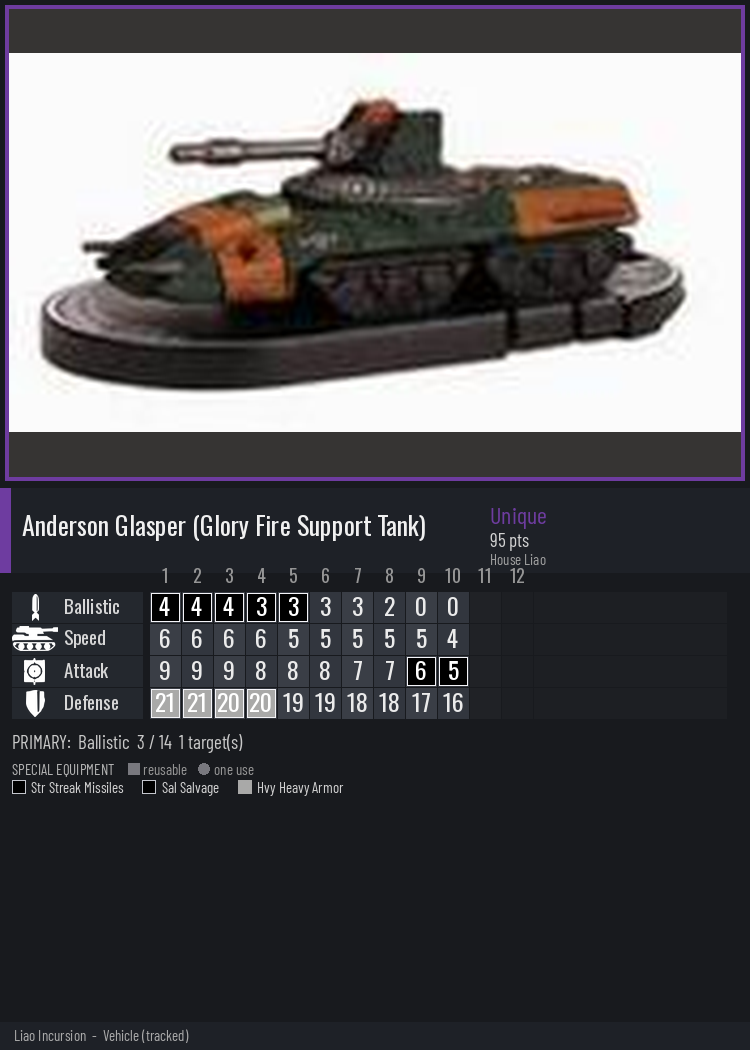 Anderson Glasper (Glory Fire Support Tank)
Unique
95 pts
House Liao
1 2 3 4 5 6 7 8 9 10 11 12
Ballistic 4 4 4 3 3 3 3 2 0 0
Speed 6 6 6 6 5 5 5 5 5 4
Attack 9 9 9 8 8 8 7 7 6 5
Defense 21 21 20 20 19 19 18 18 17 16
PRIMARY: Ballistic 3 / 14 1 target(s)
SPECIAL EQUIPMENT reusable one use
Str Streak Missiles Sal Salvage Hvy Heavy Armor
Liao Incursion - Vehicle (tracked)